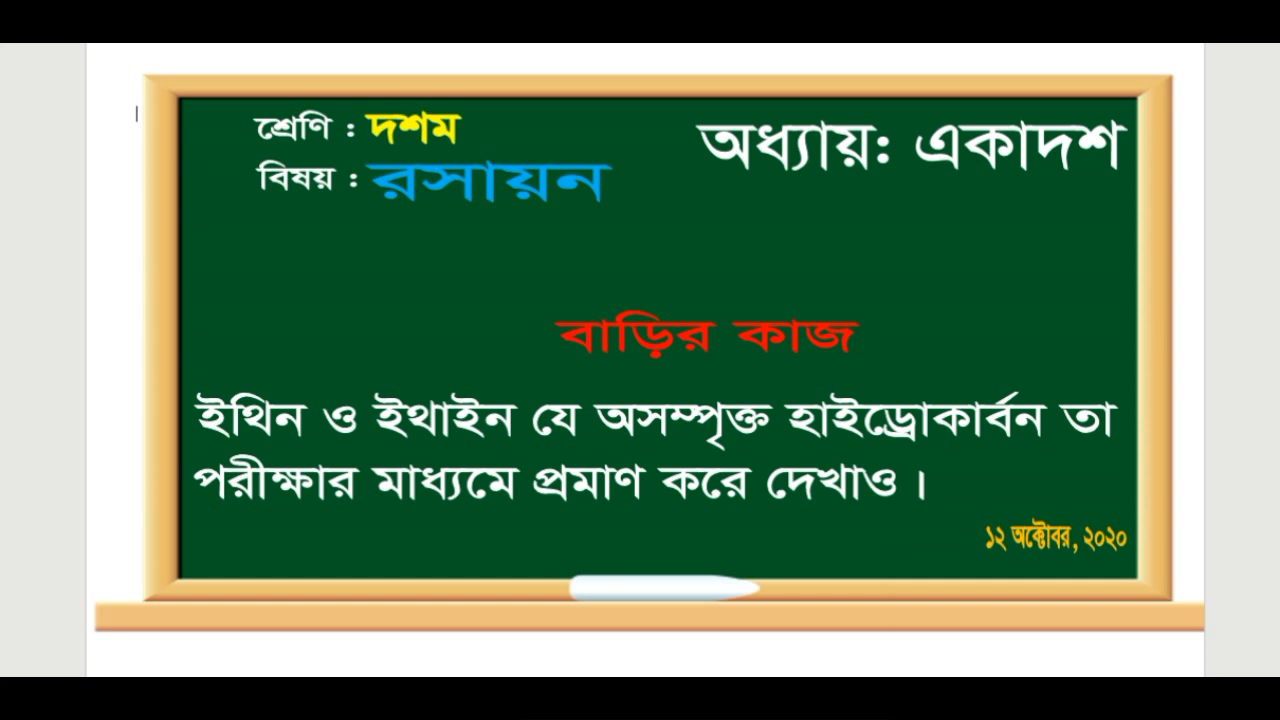 শ্রেণি : দশম
বিষয় : রসায়ন
অধ্যায়: একাদশ
বাড়ির কাজ
ইথিন ও ইথাইন যে অসম্পৃক্ত হাইড্রোকার্বন তা
পরীক্ষার মাধ্যমে প্রমাণ করে দেখাও।
১২ অক্টোবর, ২০২০